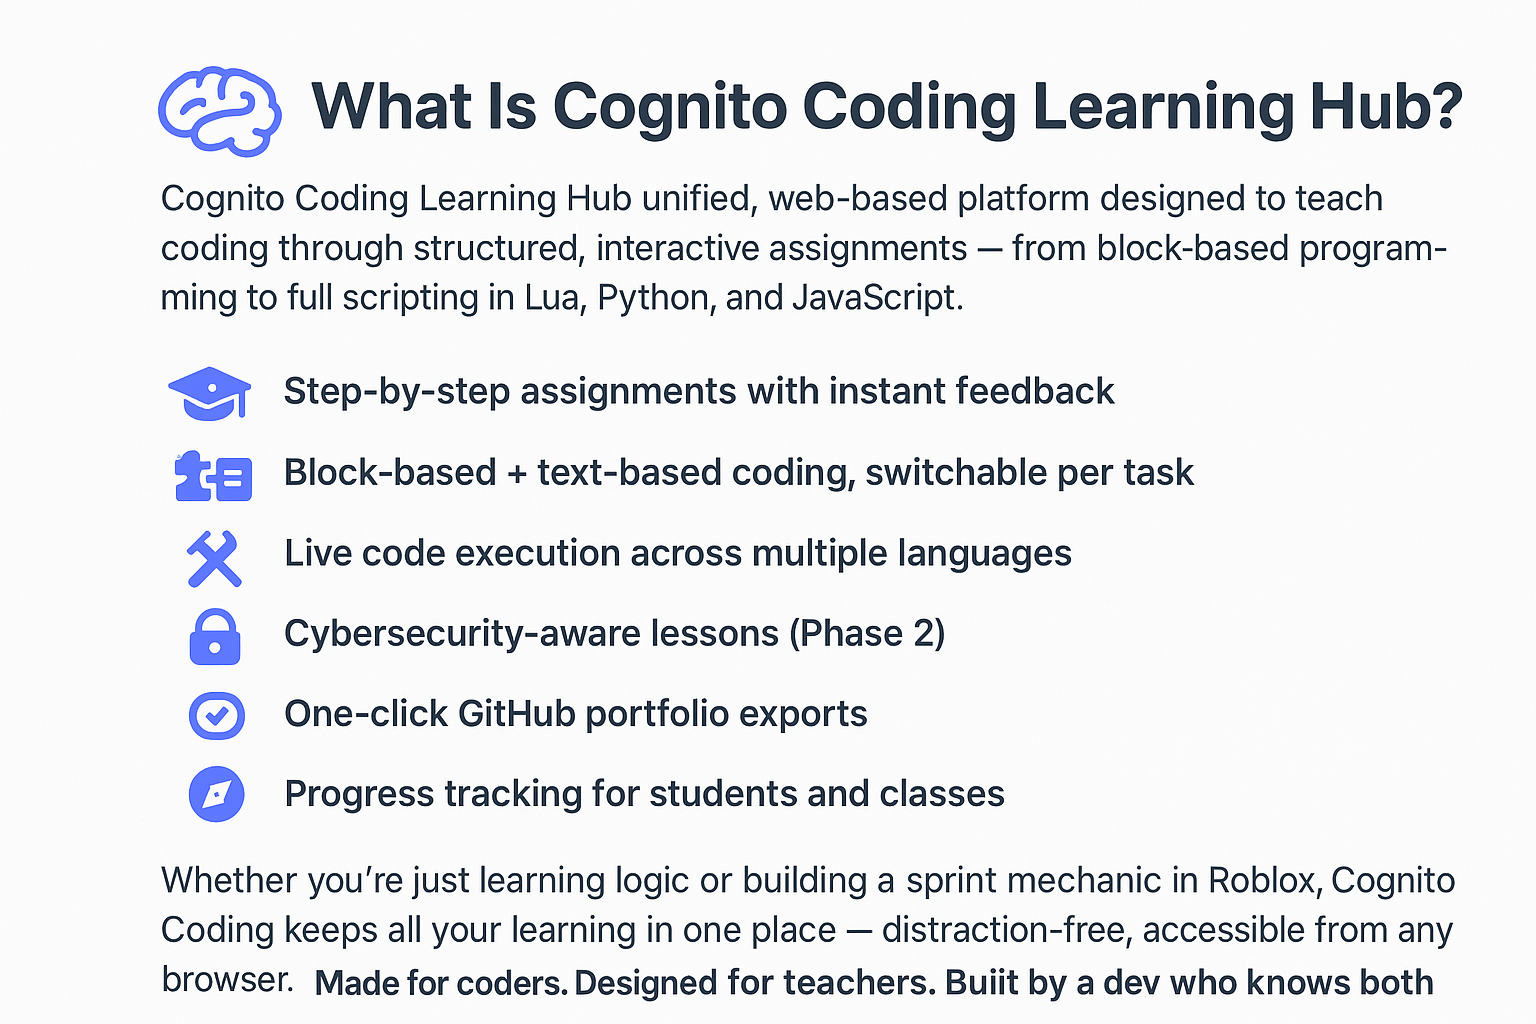 What Is Cognito Coding Learning Hub?
Cognito Coding Learning Hub unified, web-based platform designed to teach
coding through structured, interactive assignments — from block-based program-
ming to full scripting in Lua, Python, and JavaScript.
Step-by-step assignments with instant feedback
Block-based + text-based coding, switchable per task
Live code execution across multiple languages
Cybersecurity-aware lessons (Phase 2)
One-click GitHub portfolio exports
Progress tracking for students and classes
Whether you’re just learning logic or building a sprint mechanic in Roblox, Cognito
Coding keeps all your learning in one place — distraction-free, accessible from any
browser. Made for coders. Designed for teachers. Buiit by a dev who knows both